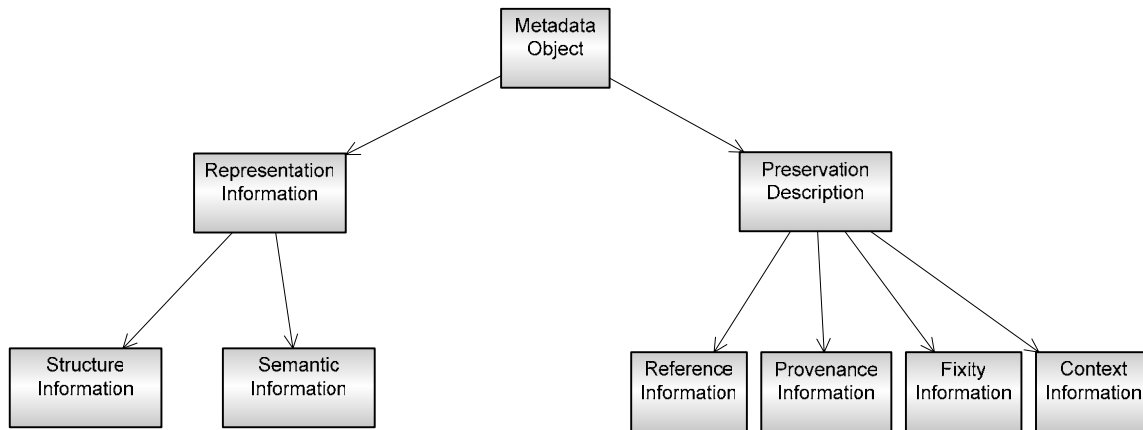 Metadata
Object
Representation
Information
Preservation
Description
Structure
Information
Semantic
Information
Reference
Information
Provenance
Information
Fixity
Information
Context
Information